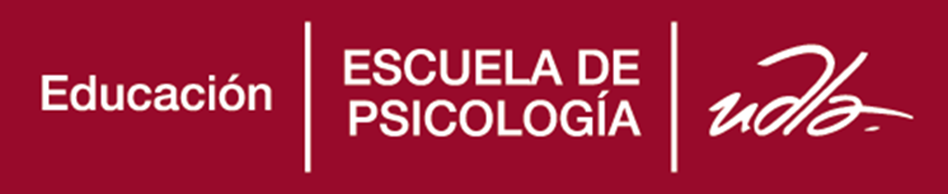 Educación
ESCUELA DE
PSICOLOGÍA
udla-